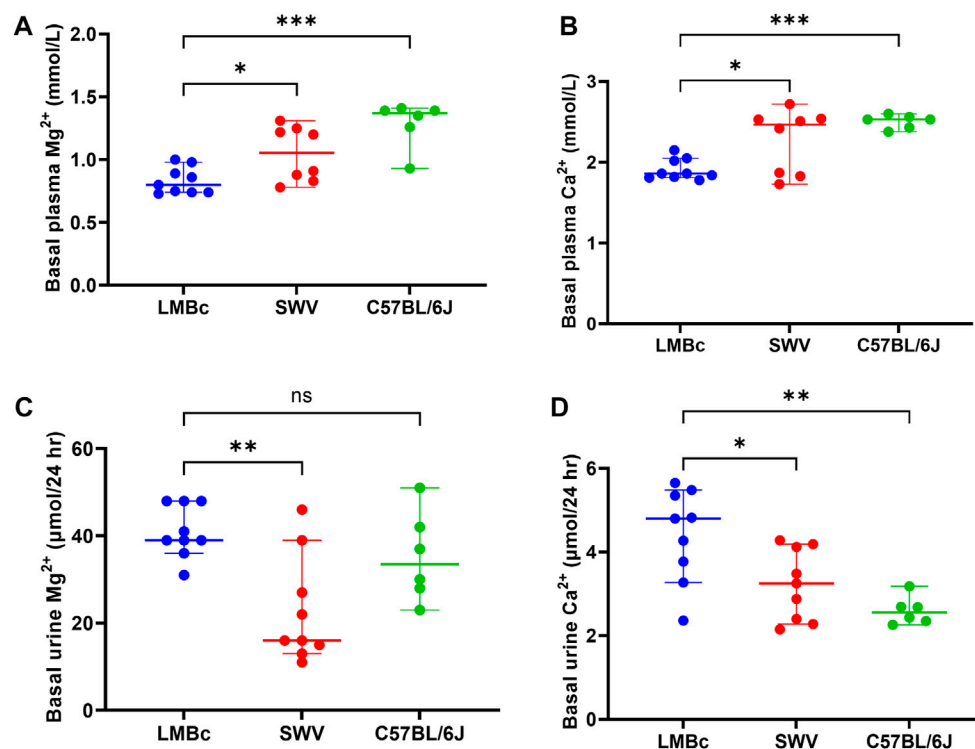 A
Basal plasma Mg²⁺ (mmol/L)
2.0
1.5
1.0
0.5
0.0
***
*
LMBc SWV C57BL/6J
B
Basal plasma Ca²⁺ (mmol/L)
3
2
1
0
***
*
LMBc SWV C57BL/6J
C
Basal urine Mg²⁺ (μmol/24 hr)
60
40
20
0
ns
**
LMBc SWV C57BL/6J
D
Basal urine Ca²⁺ (μmol/24 hr)
6
4
2
0
**
*
LMBc SWV C57BL/6J